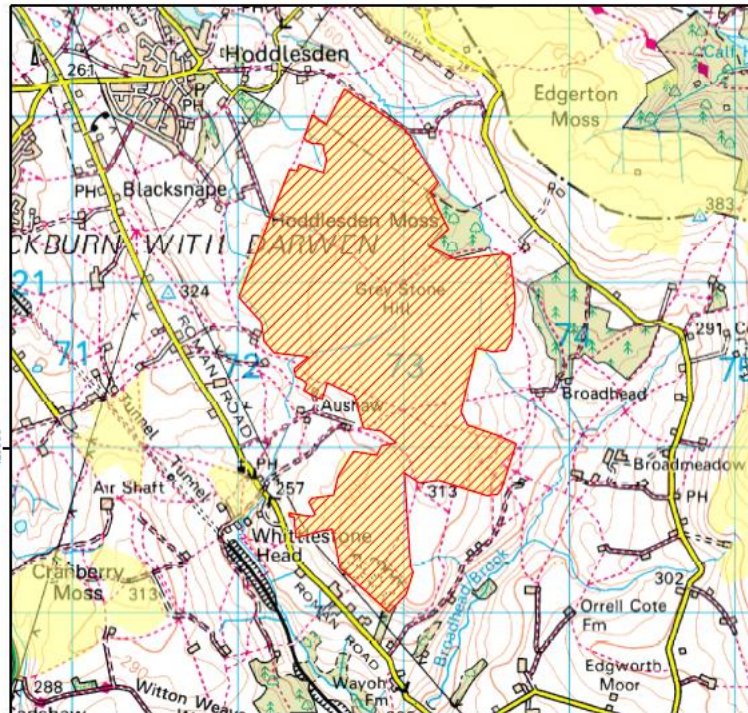 Hoddlesden
261
PH
Edgerton
Moss
Calf
PH
Blacksnape
383
Hoddlesden Moss
CKBURN WITH DARWEN
21
324
Grey Stone
Hill
291
71
72
73
74
75
ROMAN ROAD
Aushaw
Broadhead
Tunnel
Tunnel
Broadmeadow
PH
257
313
Air Shaft
PH
Whittlestone
Head
Cranberry
Moss
313
Broadhead Brook
302
ROMAN ROAD
Orrell Cote
Fm
290
Edgworth
Moor
288
Witton Weav
Wayoh
Fm